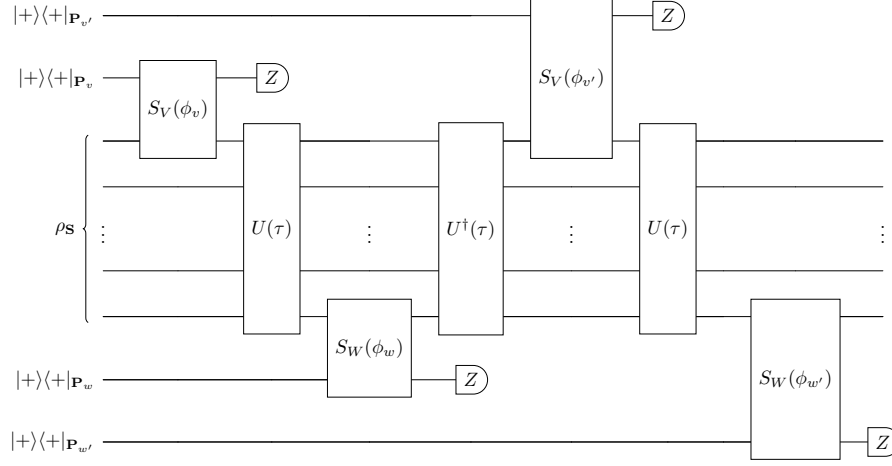 |+⟩⟨+|𝐏_{v′} Z
|+⟩⟨+|𝐏_v S_V(ϕ_v) Z S_V(ϕ_{v′})
ρ_𝐒 ⋮ U(τ) ⋮ U†(τ) ⋮ U(τ) ⋮
S_W(ϕ_w)
|+⟩⟨+|𝐏_w Z S_W(ϕ_{w′})
|+⟩⟨+|𝐏_{w′} Z